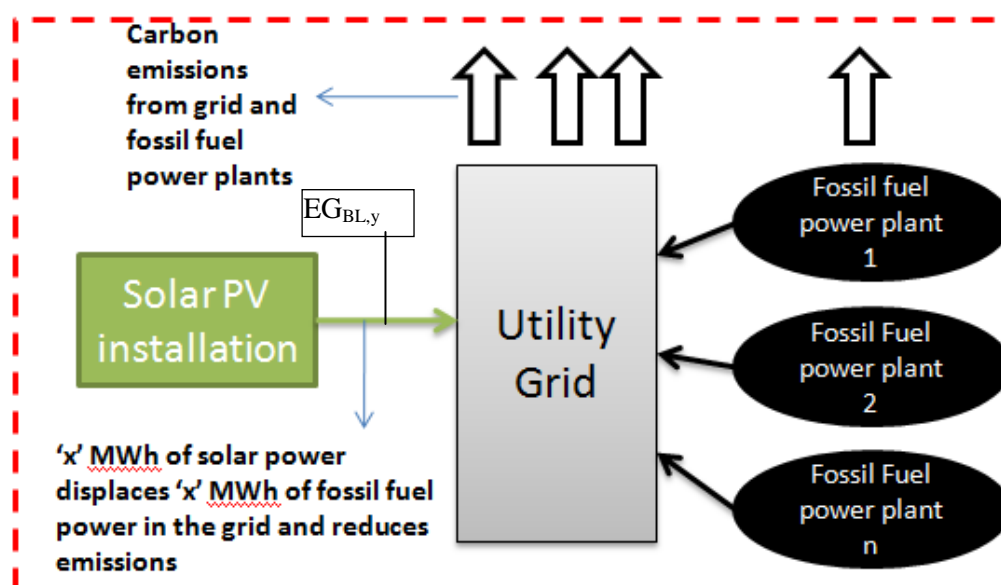 Carbon
emissions
from grid and
fossil fuel
power plants
EGBL,y
Solar PV
installation
Utility
Grid
Fossil fuel
power plant
1
Fossil Fuel
power plant
2
Fossil Fuel
power plant
n
‘x’ MWh of solar power
displaces ‘x’ MWh of fossil fuel
power in the grid and reduces
emissions